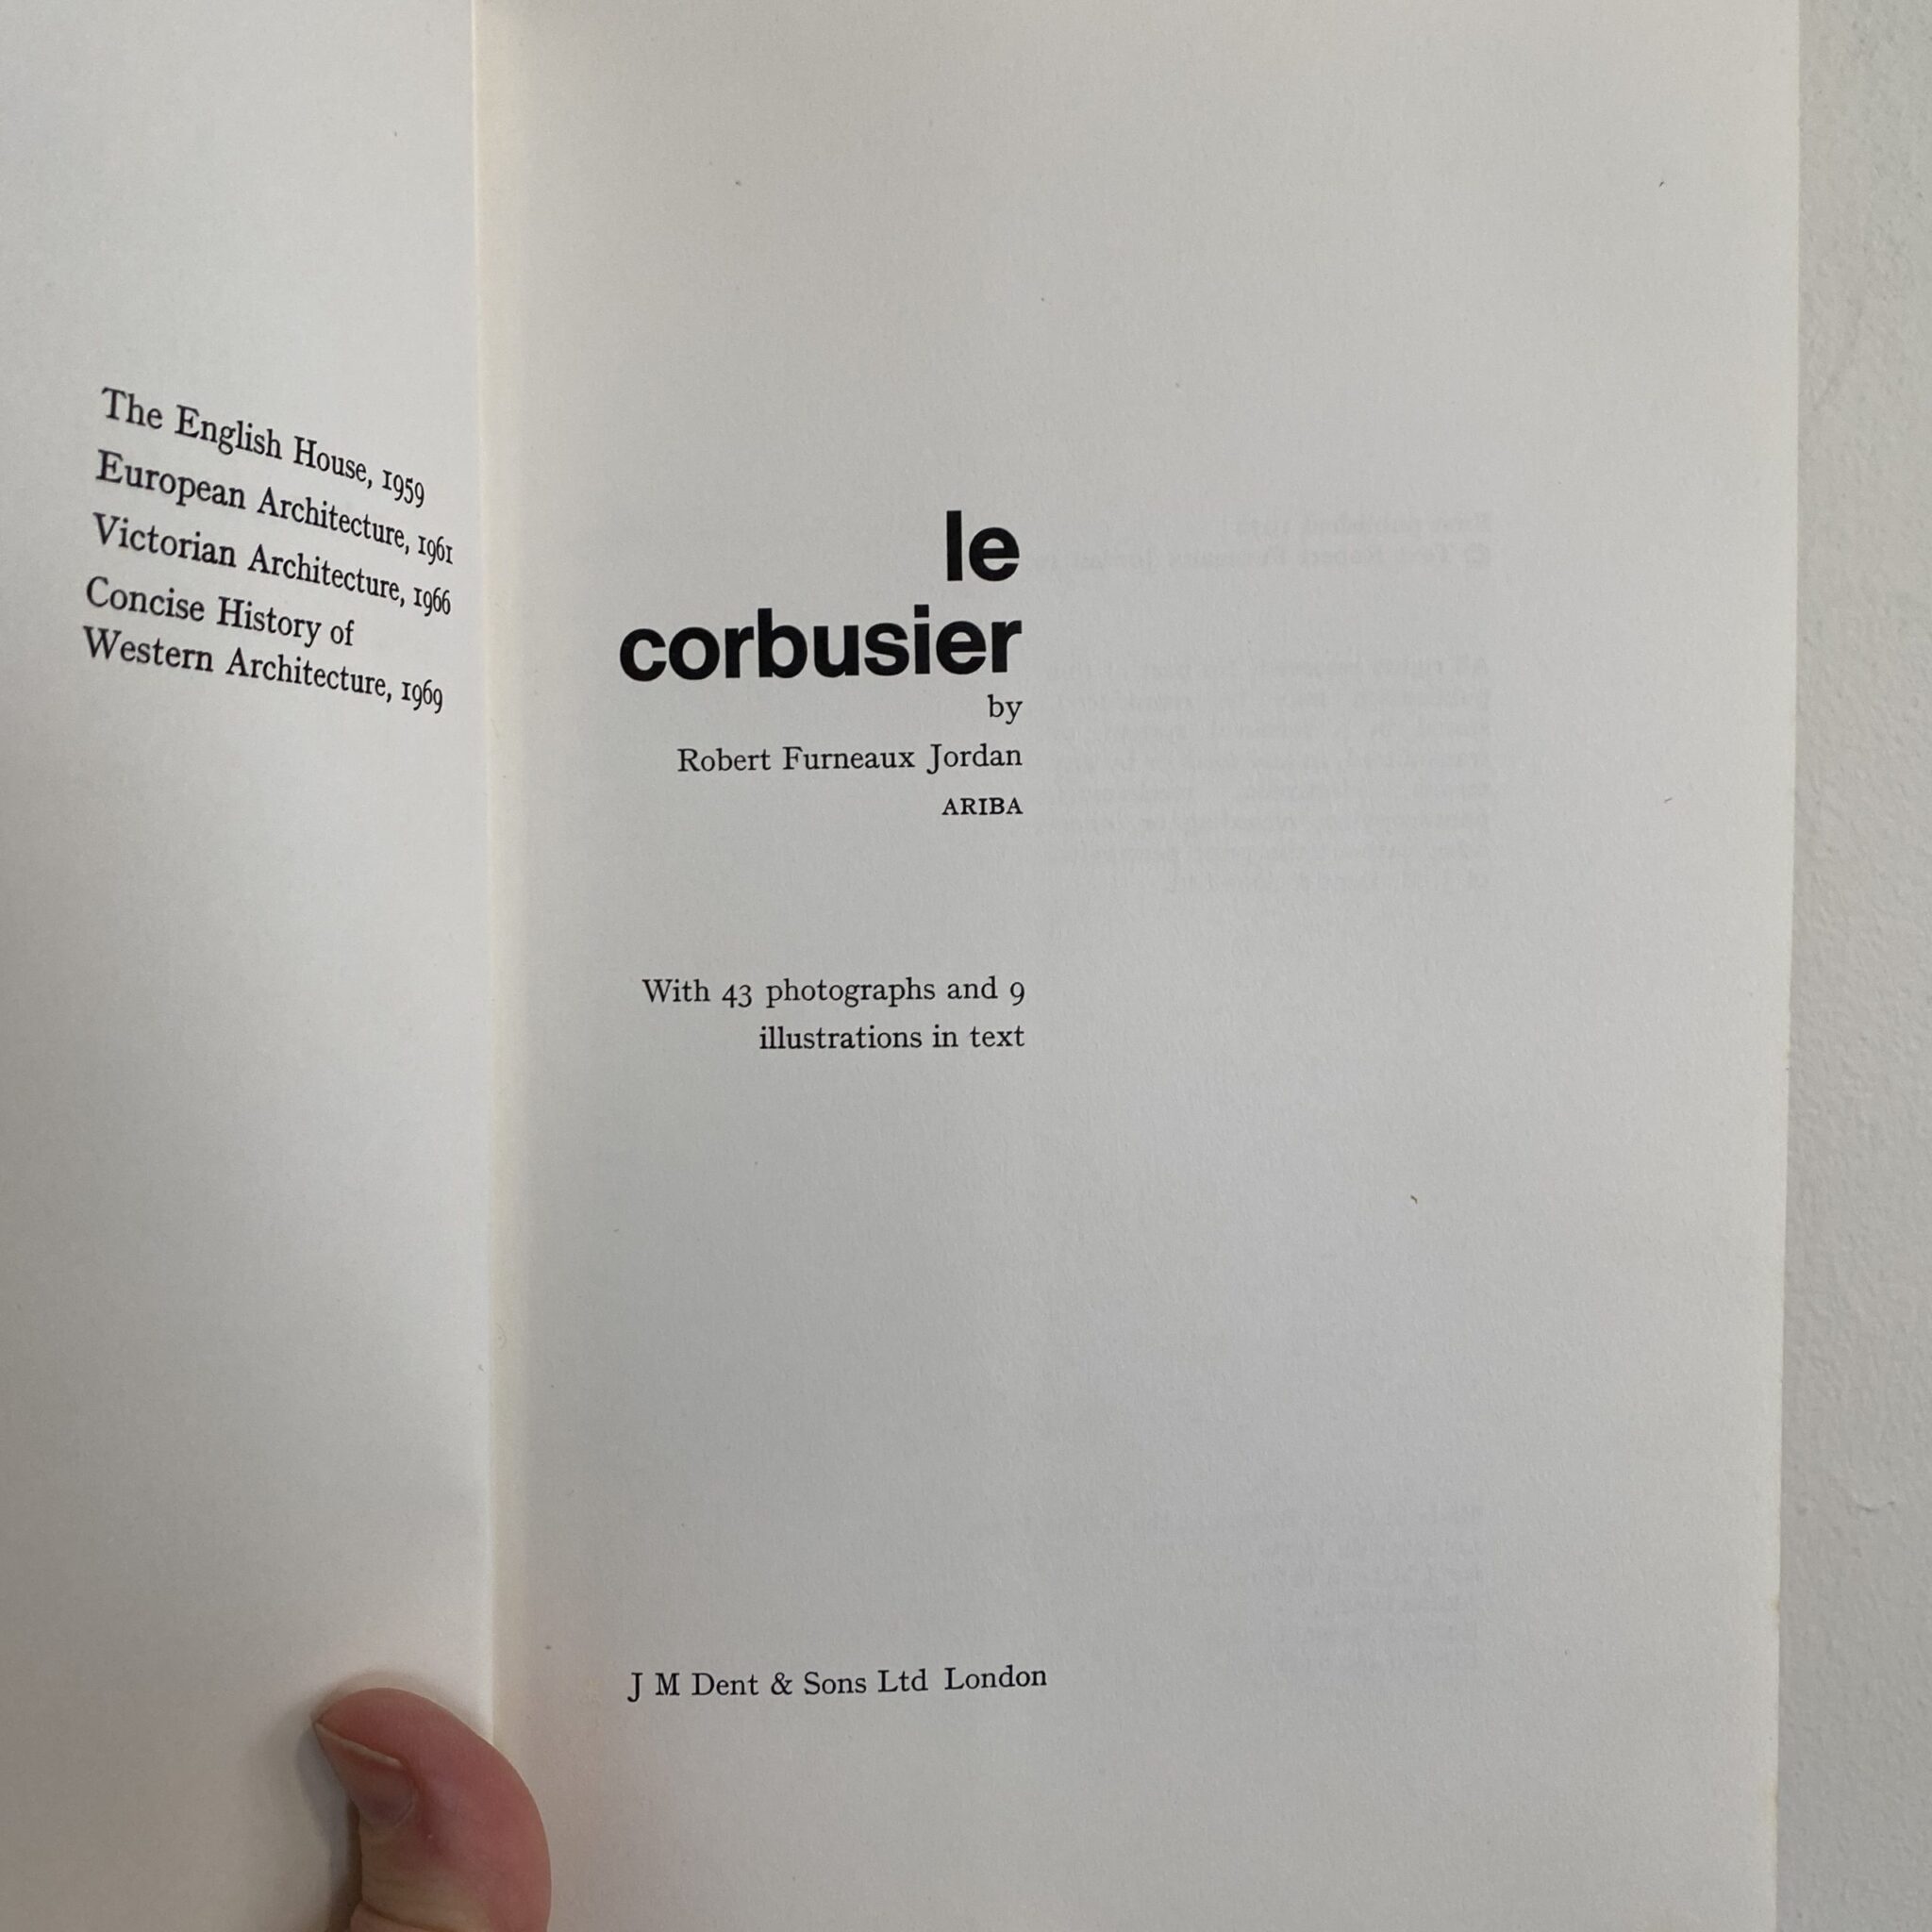 The English House, 1959
European Architecture, 1961
Victorian Architecture, 1966
Concise History of
Western Architecture, 1969
le
corbusier
by
Robert Furneaux Jordan
ARIBA
With 43 photographs and 9
illustrations in text
J M Dent & Sons Ltd London